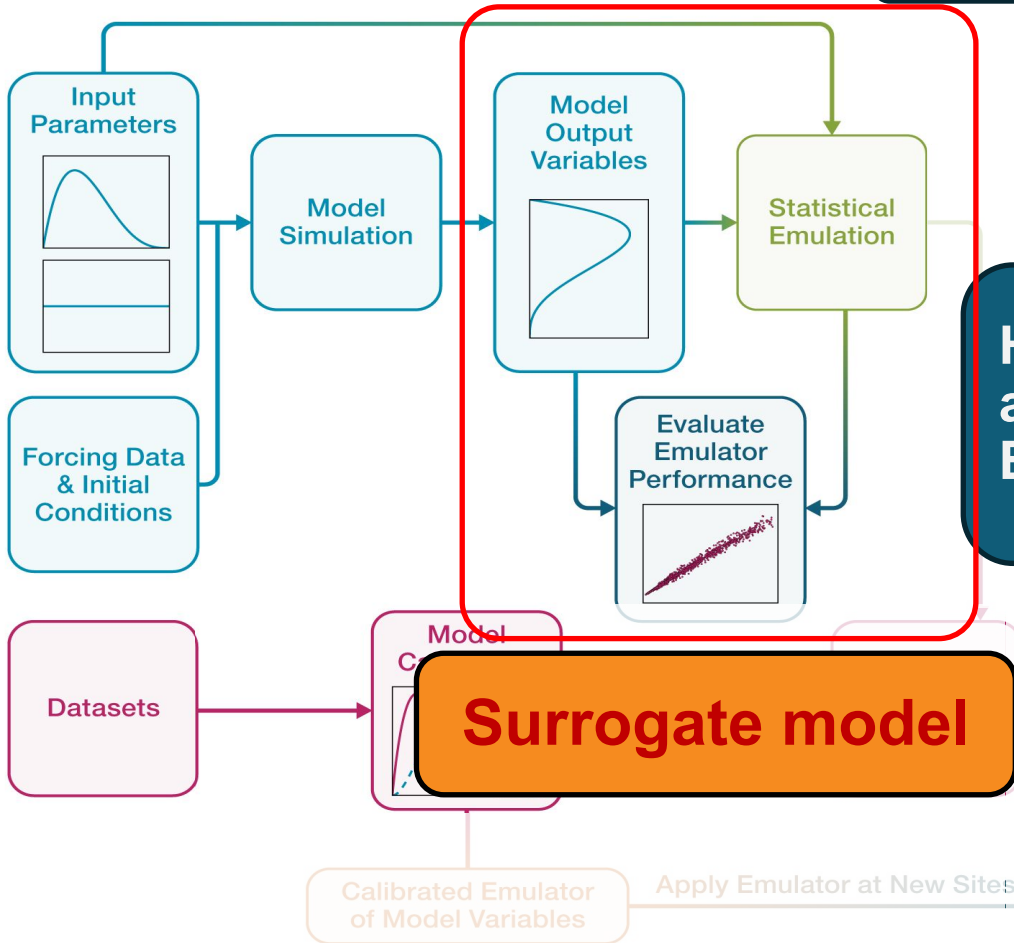 Input
Parameters
Model
Simulation
Model
Output
Variables
Statistical
Emulation
Forcing Data
& Initial
Conditions
Evaluate
Emulator
Performance
Datasets
Model
Surrogate model
Calibrated Emulator
of Model Variables
Apply Emulator at New Sites